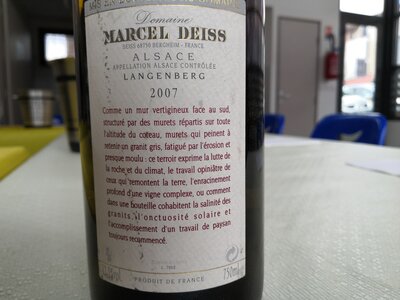 Domaine
MARCEL DEISS
DEISS 68750 BERGHEIM - FRANCE
ALSACE
APPELLATION ALSACE CONTRÔLÉE
LANGENBERG
2007
Comme un mur vertigineux face au sud,
structuré par des murets répartis sur toute
l'altitude du coteau, murets qui peinent à
retenir un granit gris, fatigué par l'érosion et
presque moulu : ce terroir exprime la lutte de
la roche et du climat, le travail opiniâtre de
ceux qui remontent la terre, l'enracinement
profond d'une vigne complexe, ou comment
dans une bouteille cohabitent la salinité des
granits, l'onctuosité solaire et
l'accomplissement d'un travail de paysan
toujours recommencé.
750ml
PRODUIT DE FRANCE